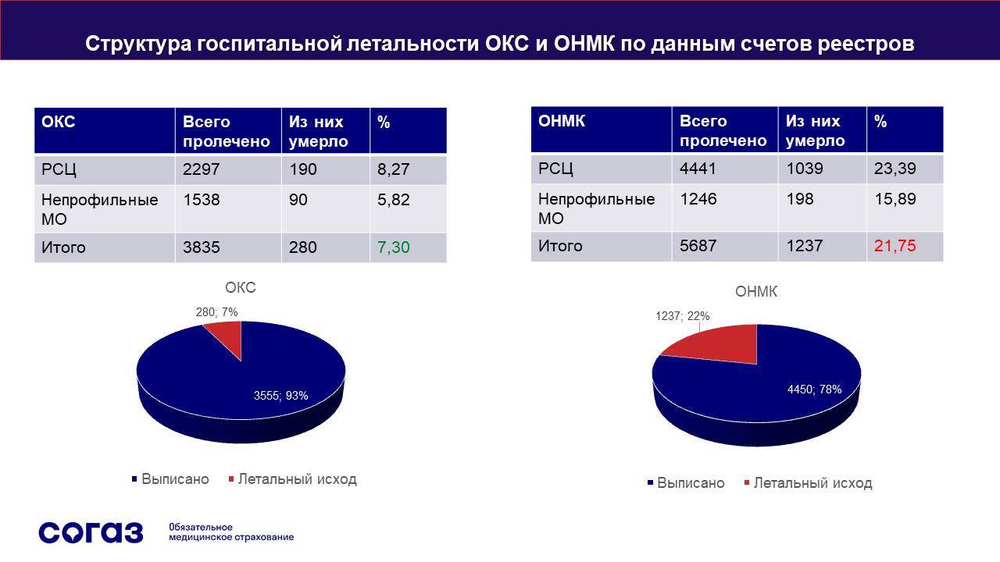 Структура госпитальной летальности ОКС и ОНМК по данным счетов реестров
ОКС Всего пролечено Из них умерло %
РСЦ 2297 190 8,27
Непрофильные МО 1538 90 5,82
Итого 3835 280 7,30
ОНМК Всего пролечено Из них умерло %
РСЦ 4441 1039 23,39
Непрофильные МО 1246 198 15,89
Итого 5687 1237 21,75
ОКС
280; 7%
3555; 93%
Выписано Летальный исход
ОНМК
1237; 22%
4450; 78%
Выписано Летальный исход
согаз
Обязательное
медицинское страхование